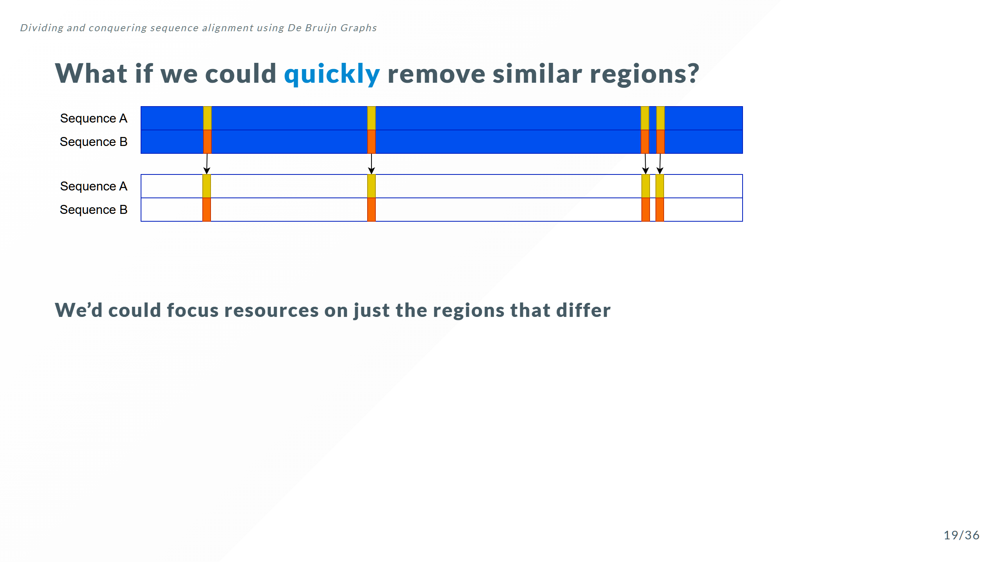 Dividing and conquering sequence alignment using De Bruijn Graphs
What if we could quickly remove similar regions?
Sequence A
Sequence B
Sequence A
Sequence B
We’d could focus resources on just the regions that differ
19/36